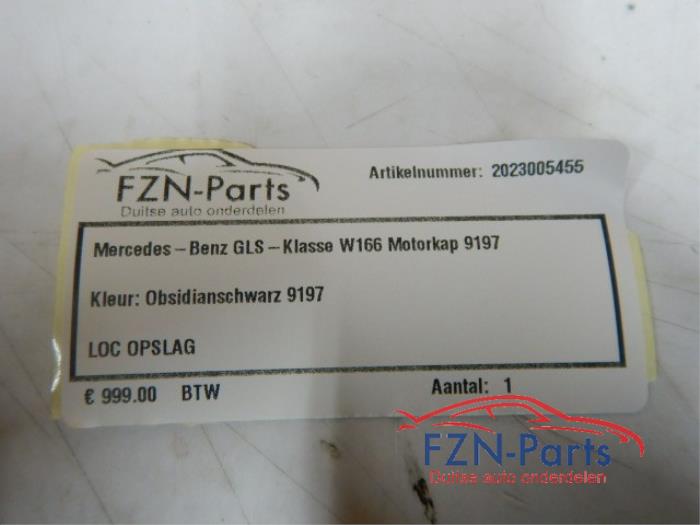 FZN-Parts
Duitse auto onderdelen
Artikelnummer: 2023005455
Mercedes - Benz GLS - Klasse W166 Motorkap 9197
Kleur: Obsidianschwarz 9197
LOC OPSLAG
€ 999.00 BTW
Aantal: 1
FZN-Parts
Duitse auto onderdelen